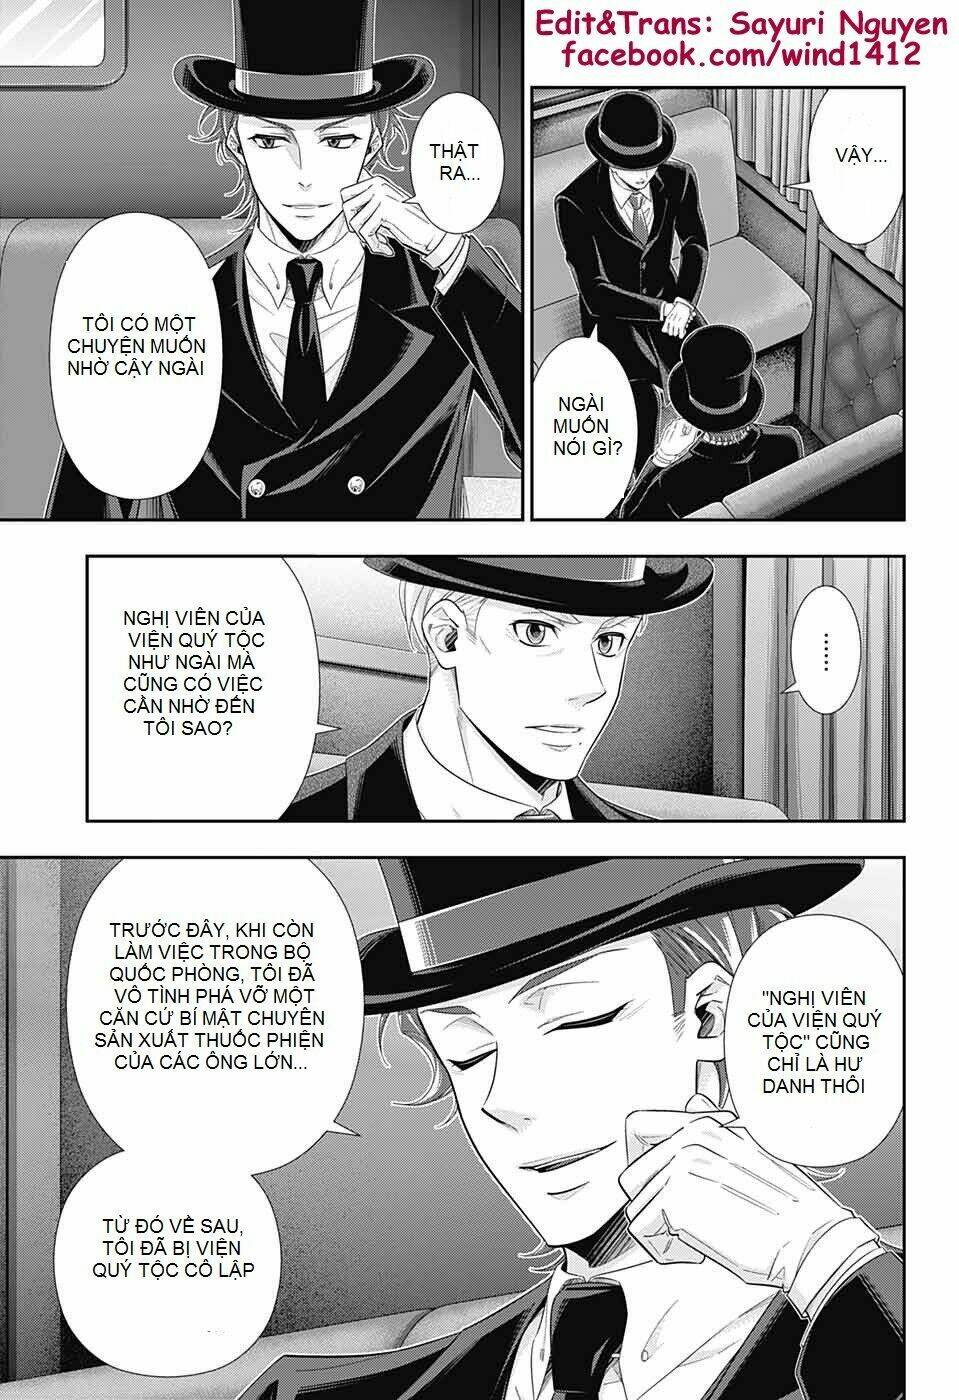 Edit&Trans: Sayuri Nguyen
facebook.com/wind1412
VẬY...
NGÀI
MUỐN
NÓI GÌ?
THẬT
RA...
TÔI CÓ MỘT
CHUYỆN MUỐN
NHỜ CẬY NGÀI
......
NGHỊ VIÊN CỦA
VIỆN QUÝ TỘC
NHƯ NGÀI MÀ
CŨNG CÓ VIỆC
CẦN NHỜ ĐẾN
TÔI SAO?
"NGHỊ VIÊN
CỦA VIỆN QUÝ
TỘC" CŨNG
CHỈ LÀ HƯ
DANH THÔI
TRƯỚC ĐÂY, KHI CÒN
LÀM VIỆC TRONG BỘ
QUỐC PHÒNG, TÔI ĐÃ
VÔ TÌNH PHÁ VỠ MỘT
CĂN CỨ BÍ MẬT CHUYÊN
SẢN XUẤT THUỐC PHIỆN
CỦA CÁC ÔNG LỚN...
TỪ ĐÓ VỀ SAU,
TÔI ĐÃ BỊ VIỆN
QUÝ TỘC CÔ LẬP